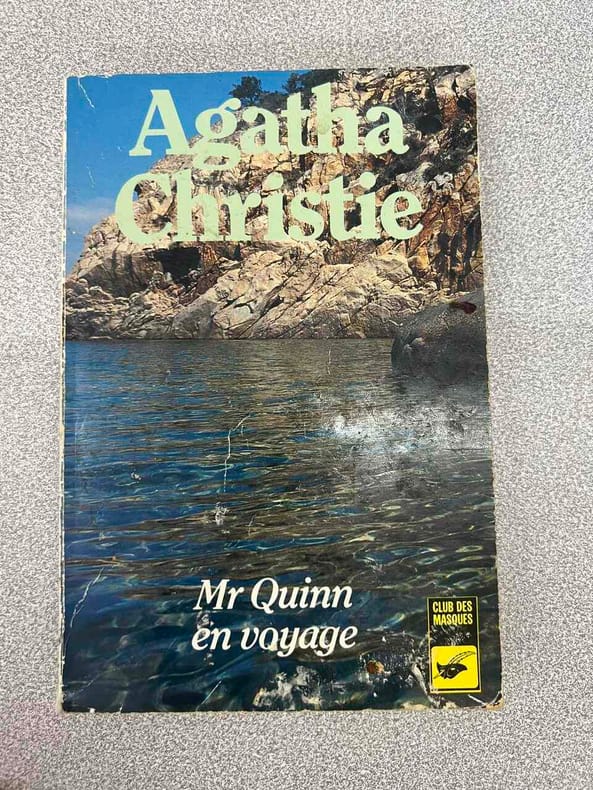 Agatha
Christie
Mr Quinn
en voyage
CLUB DES
MASQUES